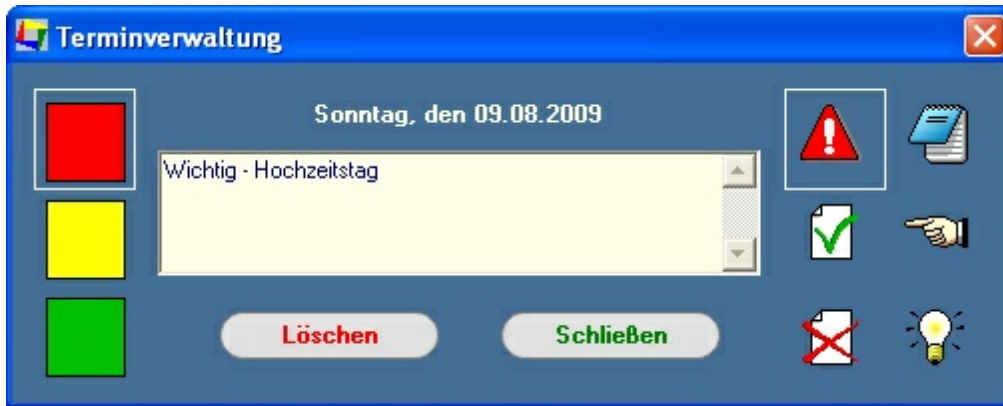 Terminverwaltung
Sonntag, den 09.08.2009
Wichtig - Hochzeitstag
Löschen
Schließen